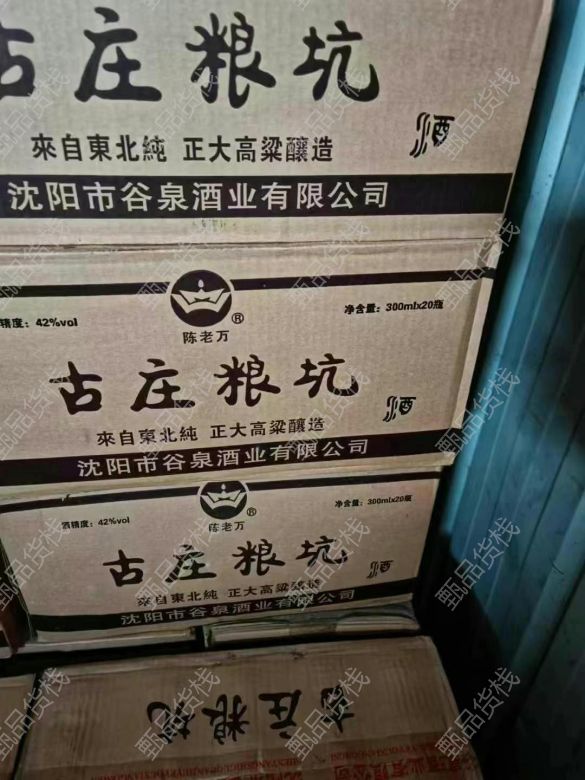 古庄粮坑
酒
來自東北純 正大高粱釀造
沈阳市谷泉酒业有限公司
酒精度：42%vol
陈老万
®
净含量：300mlx20瓶
古庄粮坑
酒
來自東北純 正大高粱釀造
沈阳市谷泉酒业有限公司
酒精度：42%vol
陈老万
®
净含量：300mlx20瓶
古庄粮坑
酒
來自東北純 正大高粱釀造
沈阳市谷泉酒业有限公司
古庄粮坑
甄品货栈